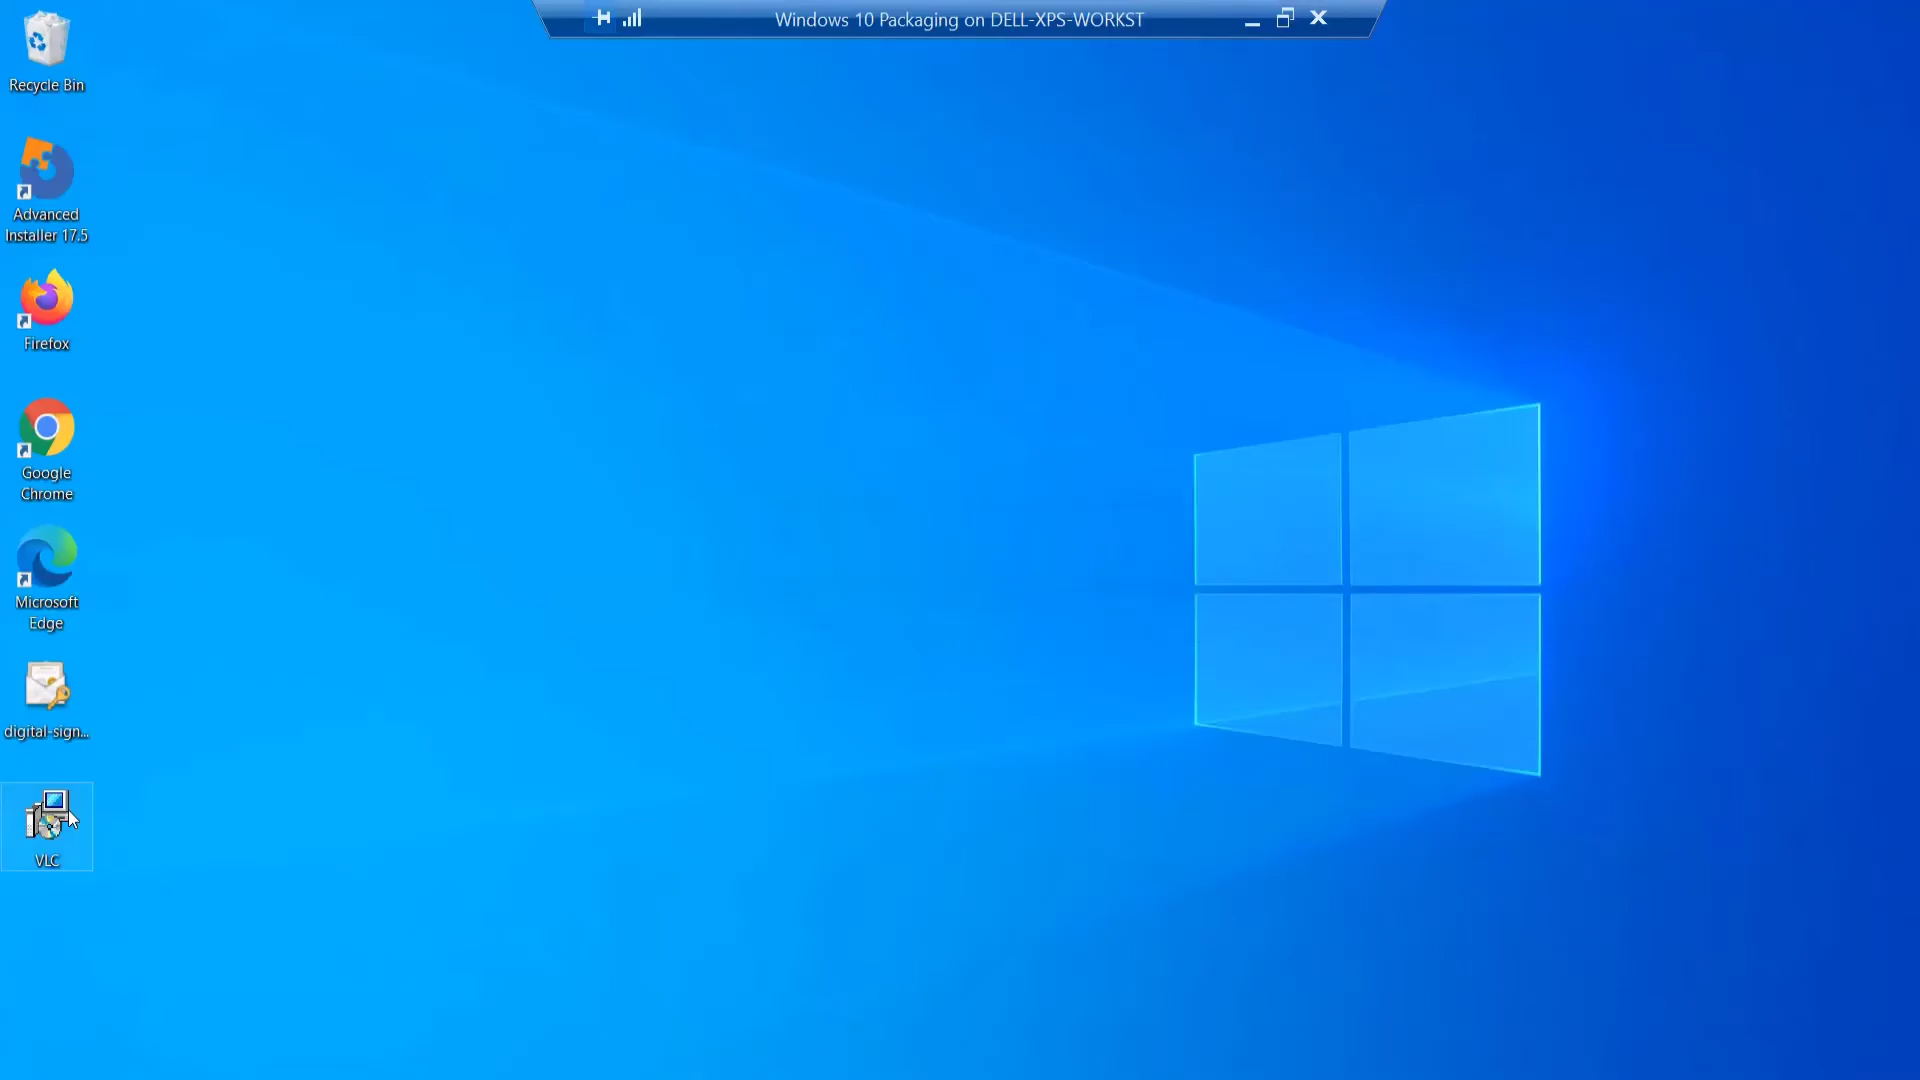 Windows 10 Packaging on DELL-XPS-WORKST
Recycle Bin
Advanced
Installer 17.5
Firefox
Google
Chrome
Microsoft
Edge
digital-sign...
VLC